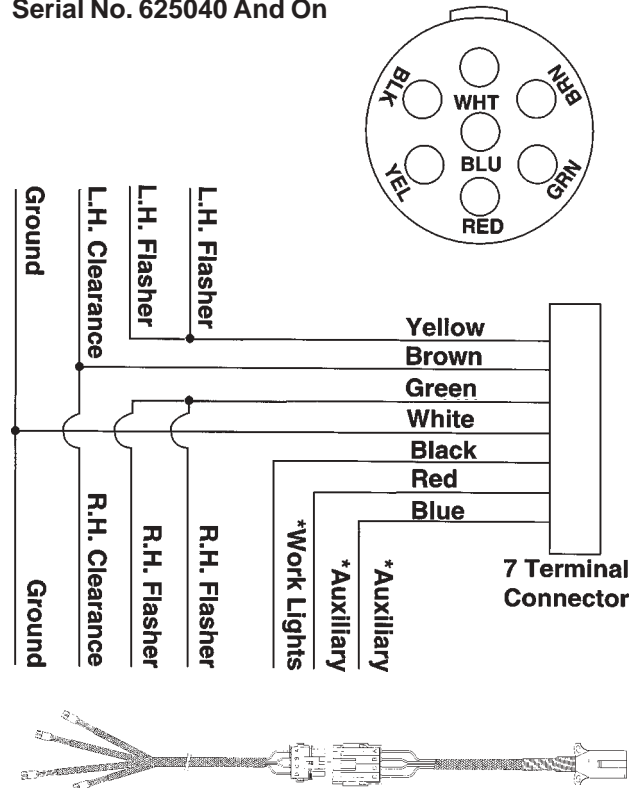 Serial No. 625040 And On
BLK
WHT
BRN
YEL
BLU
GRN
RED
Ground
L.H. Clearance
L.H. Flasher
L.H. Flasher
Yellow
Brown
Green
White
Black
Red
Blue
Ground
R.H. Clearance
R.H. Flasher
R.H. Flasher
*Work Lights
*Auxiliary
*Auxiliary
7 Terminal
Connector